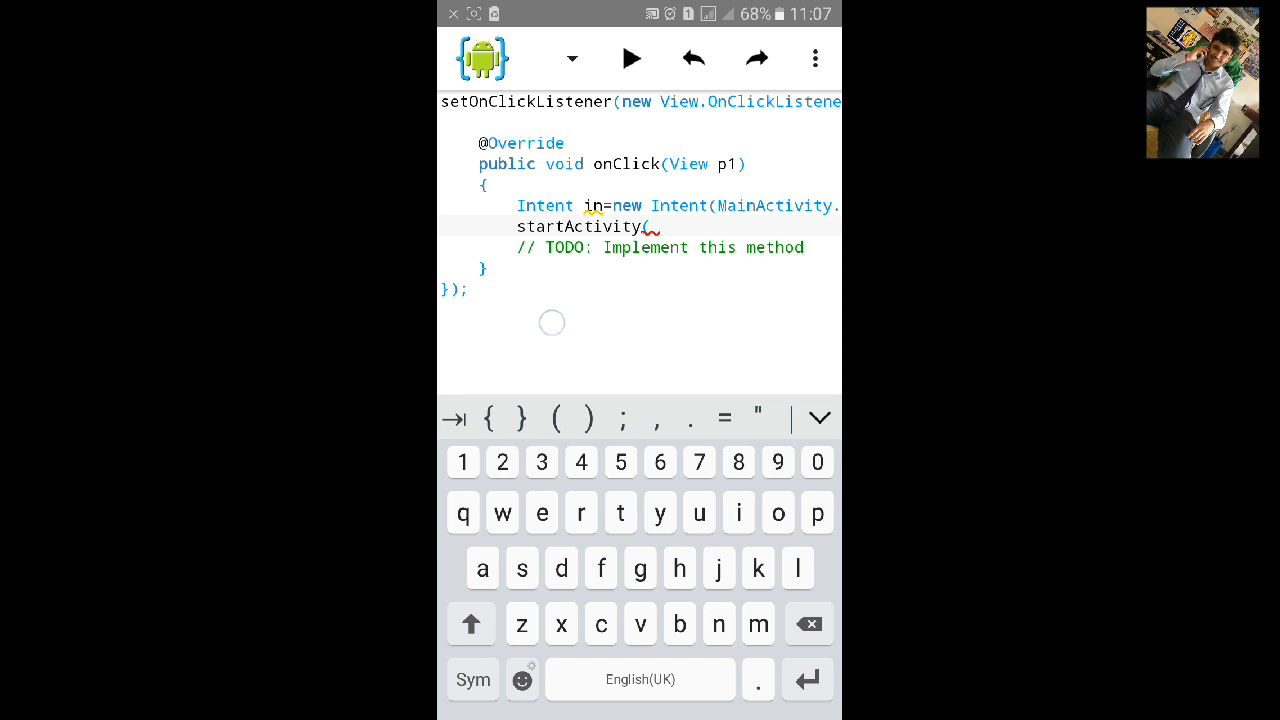 68% 11:07
setOnClickListener(new View.OnClickListene
@Override
public void onClick(View p1)
{
Intent in=new Intent(MainActivity.
startActivity(
// TODO: Implement this method
}
});
{ } ( ) ; , . = " |
1 2 3 4 5 6 7 8 9 0
q w e r t y u i o p
a s d f g h j k l
z x c v b n m
Sym English(UK) .